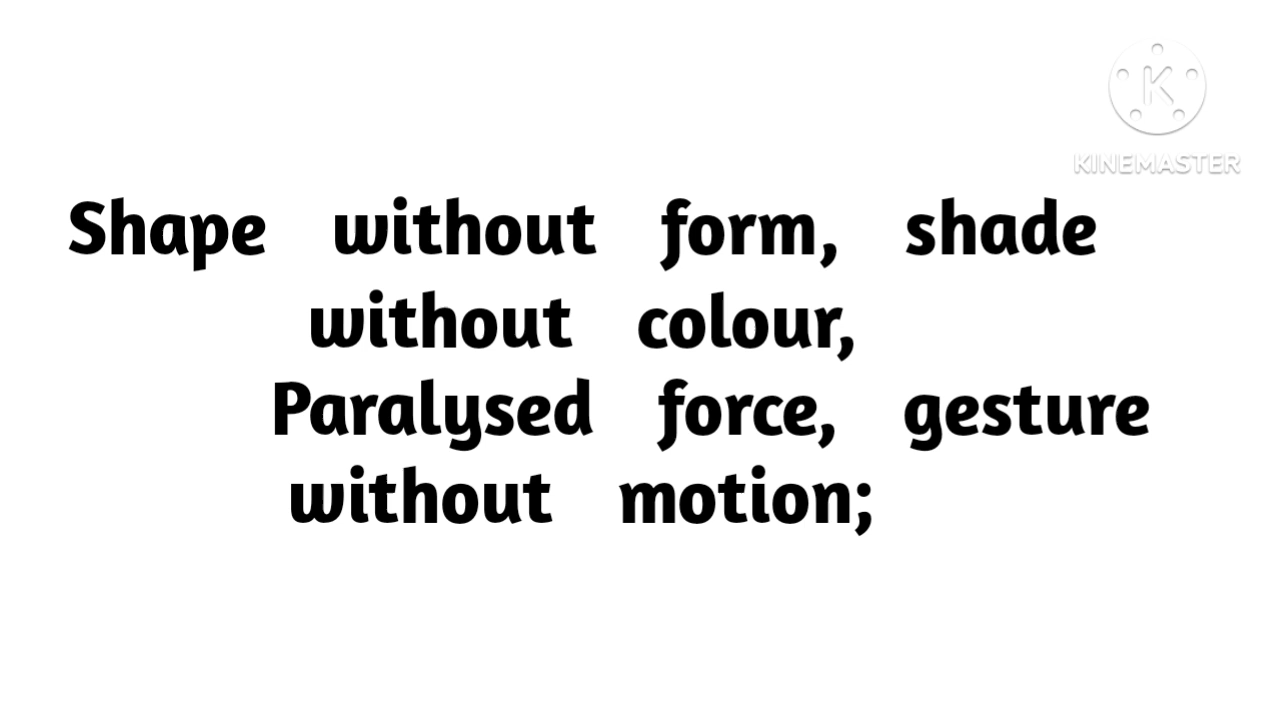 KINEMASTER
Shape without form, shade
without colour,
Paralysed force, gesture
without motion;